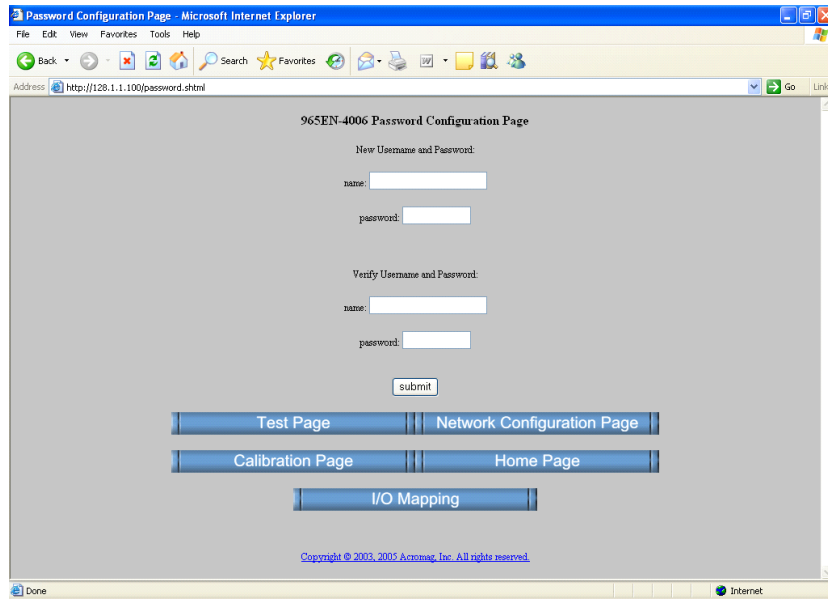 Password Configuration Page - Microsoft Internet Explorer
File Edit View Favorites Tools Help
Back Search Favorites
Address http://128.1.1.100/password.shtml Go Link
965EN-4006 Password Configuration Page
New Username and Password:
name:
password:
Verify Username and Password:
name:
password:
submit
Test Page Network Configuration Page
Calibration Page Home Page
I/O Mapping
Copyright © 2003, 2005 Acromag, Inc. All rights reserved.
Done Internet